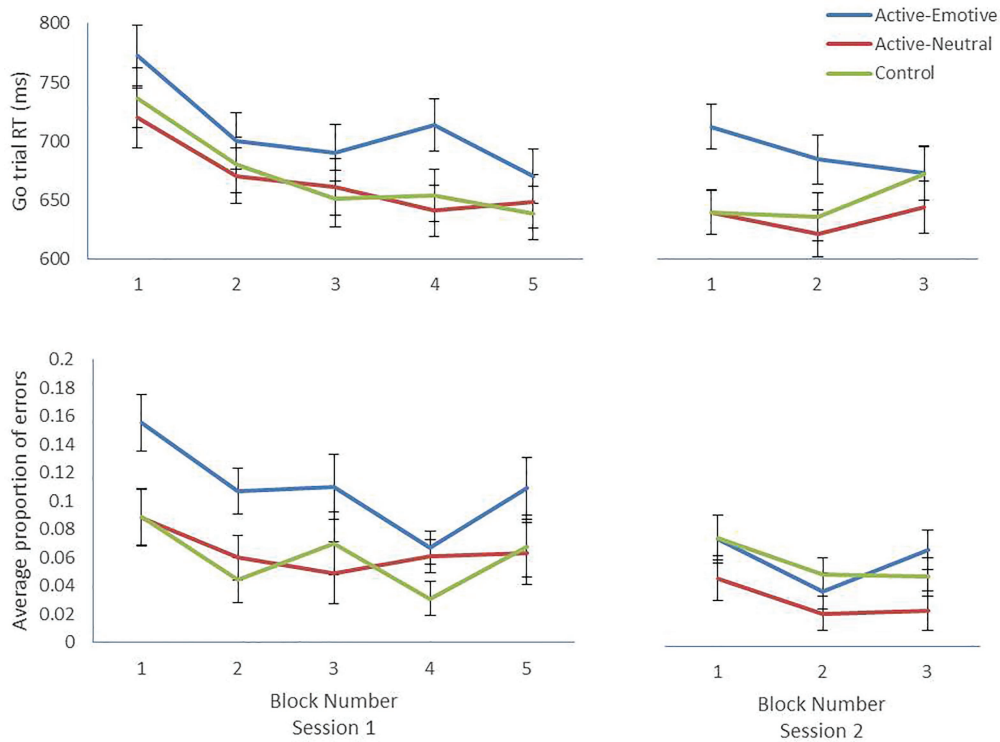 Active-Emotive
Active-Neutral
Control
Go trial RT (ms)
800
750
700
650
600
1 2 3 4 5
1 2 3
Average proportion of errors
0.2
0.18
0.16
0.14
0.12
0.1
0.08
0.06
0.04
0.02
0
1 2 3 4 5
Block Number
Session 1
1 2 3
Block Number
Session 2